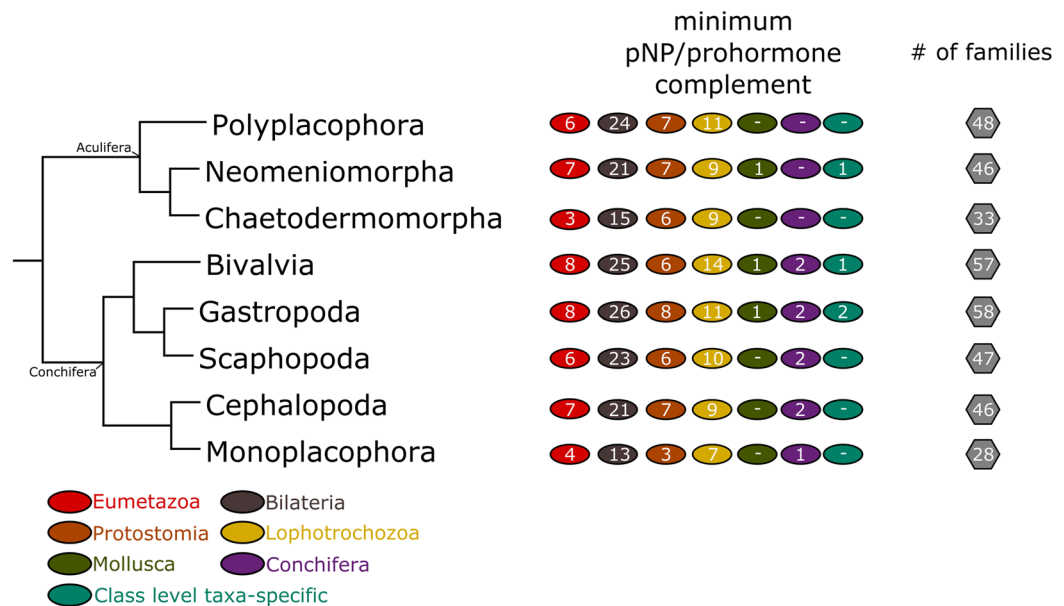 minimum
pNP/prohormone
complement
# of families
Aculifera
Conchifera
Polyplacophora 6 24 7 11 - - - 48
Neomeniomorpha 7 21 7 9 1 - 1 46
Chaetodermomorpha 3 15 6 9 - - - 33
Bivalvia 8 25 6 14 1 2 1 57
Gastropoda 8 26 8 11 1 2 2 58
Scaphopoda 6 23 6 10 - 2 - 47
Cephalopoda 7 21 7 9 - 2 - 46
Monoplacophora 4 13 3 7 - 1 - 28
Eumetazoa Bilateria
Protostomia Lophotrochozoa
Mollusca Conchifera
Class level taxa-specific